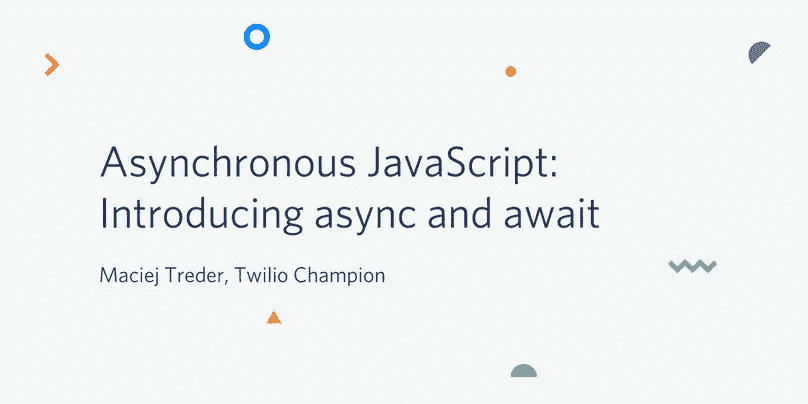 Asynchronous JavaScript:
Introducing async and await
Maciej Treder, Twilio Champion